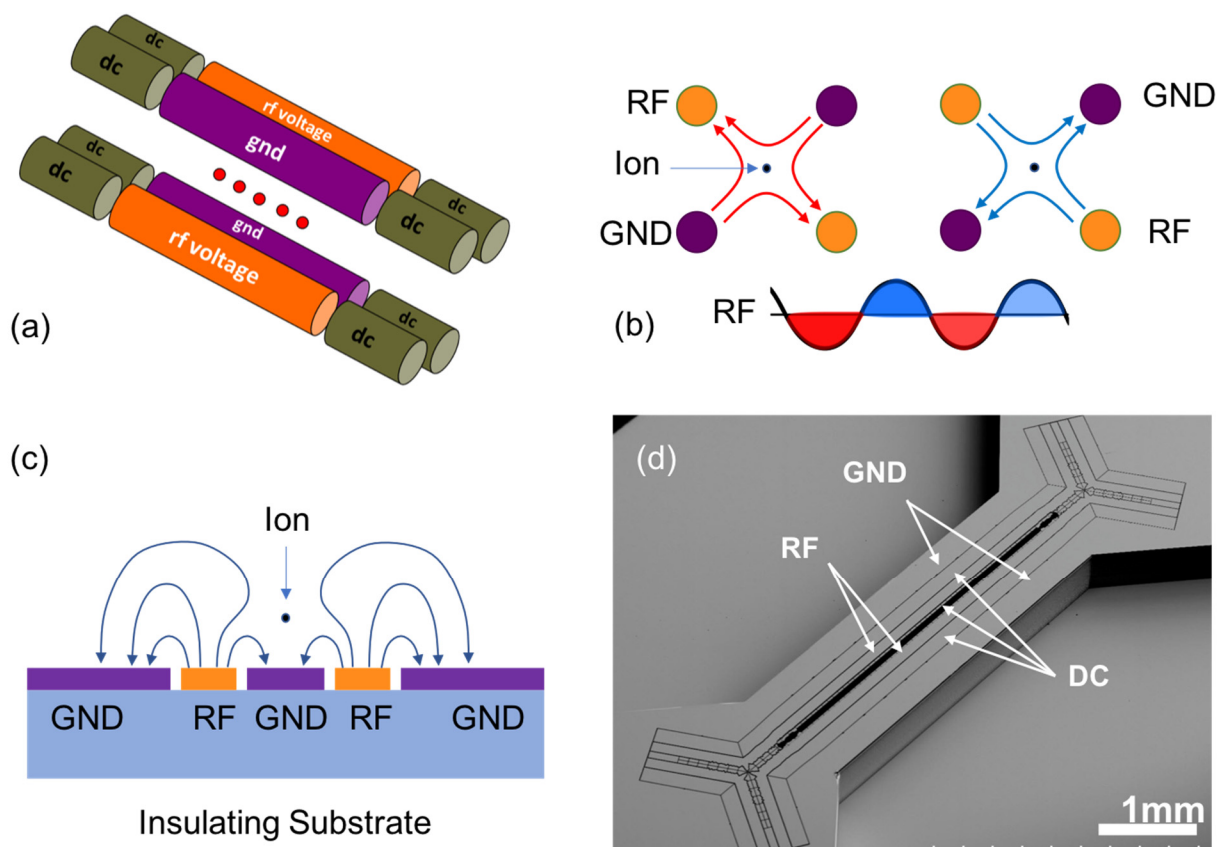 dc
dc
rf voltage
gnd
dc
dc
dc
dc
gnd
rf voltage
dc
dc
(a)
RF
GND
Ion
GND
RF
RF
(b)
(c)
Ion
GND
RF
GND
RF
GND
Insulating Substrate
(d)
GND
RF
DC
1mm